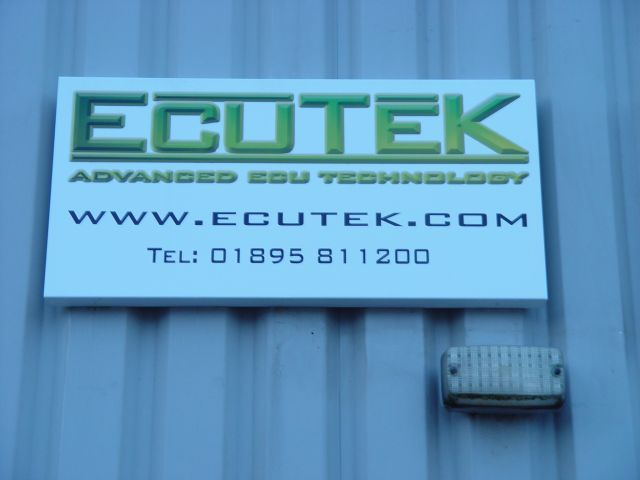 ECUTEK
ADVANCED ECU TECHNOLOGY
WWW.ECUTEK.COM
TEL: 01895 811200